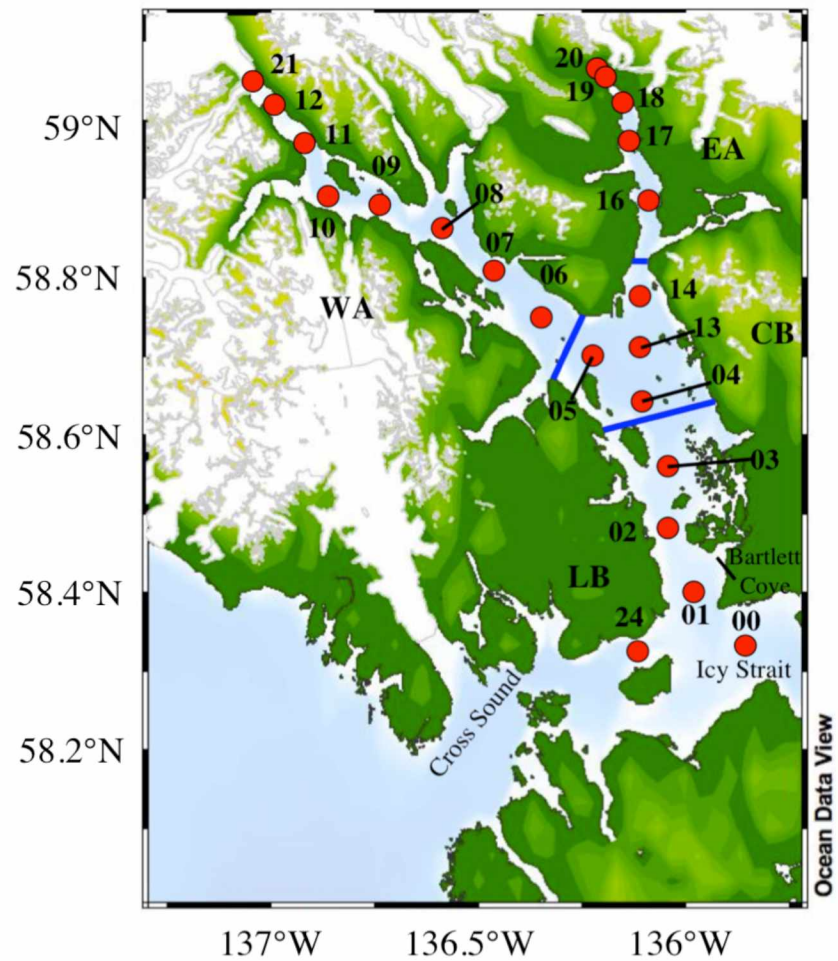 20
21
59°N
12
19
18
11
17
EA
09
16
08
10
07
58.8°N
06
14
WA
13
CB
04
05
58.6°N
03
02
Bartlett
Cove
58.4°N
LB
24
01
00
Icy Strait
Cross Sound
58.2°N
Ocean Data View
137°W
136.5°W
136°W